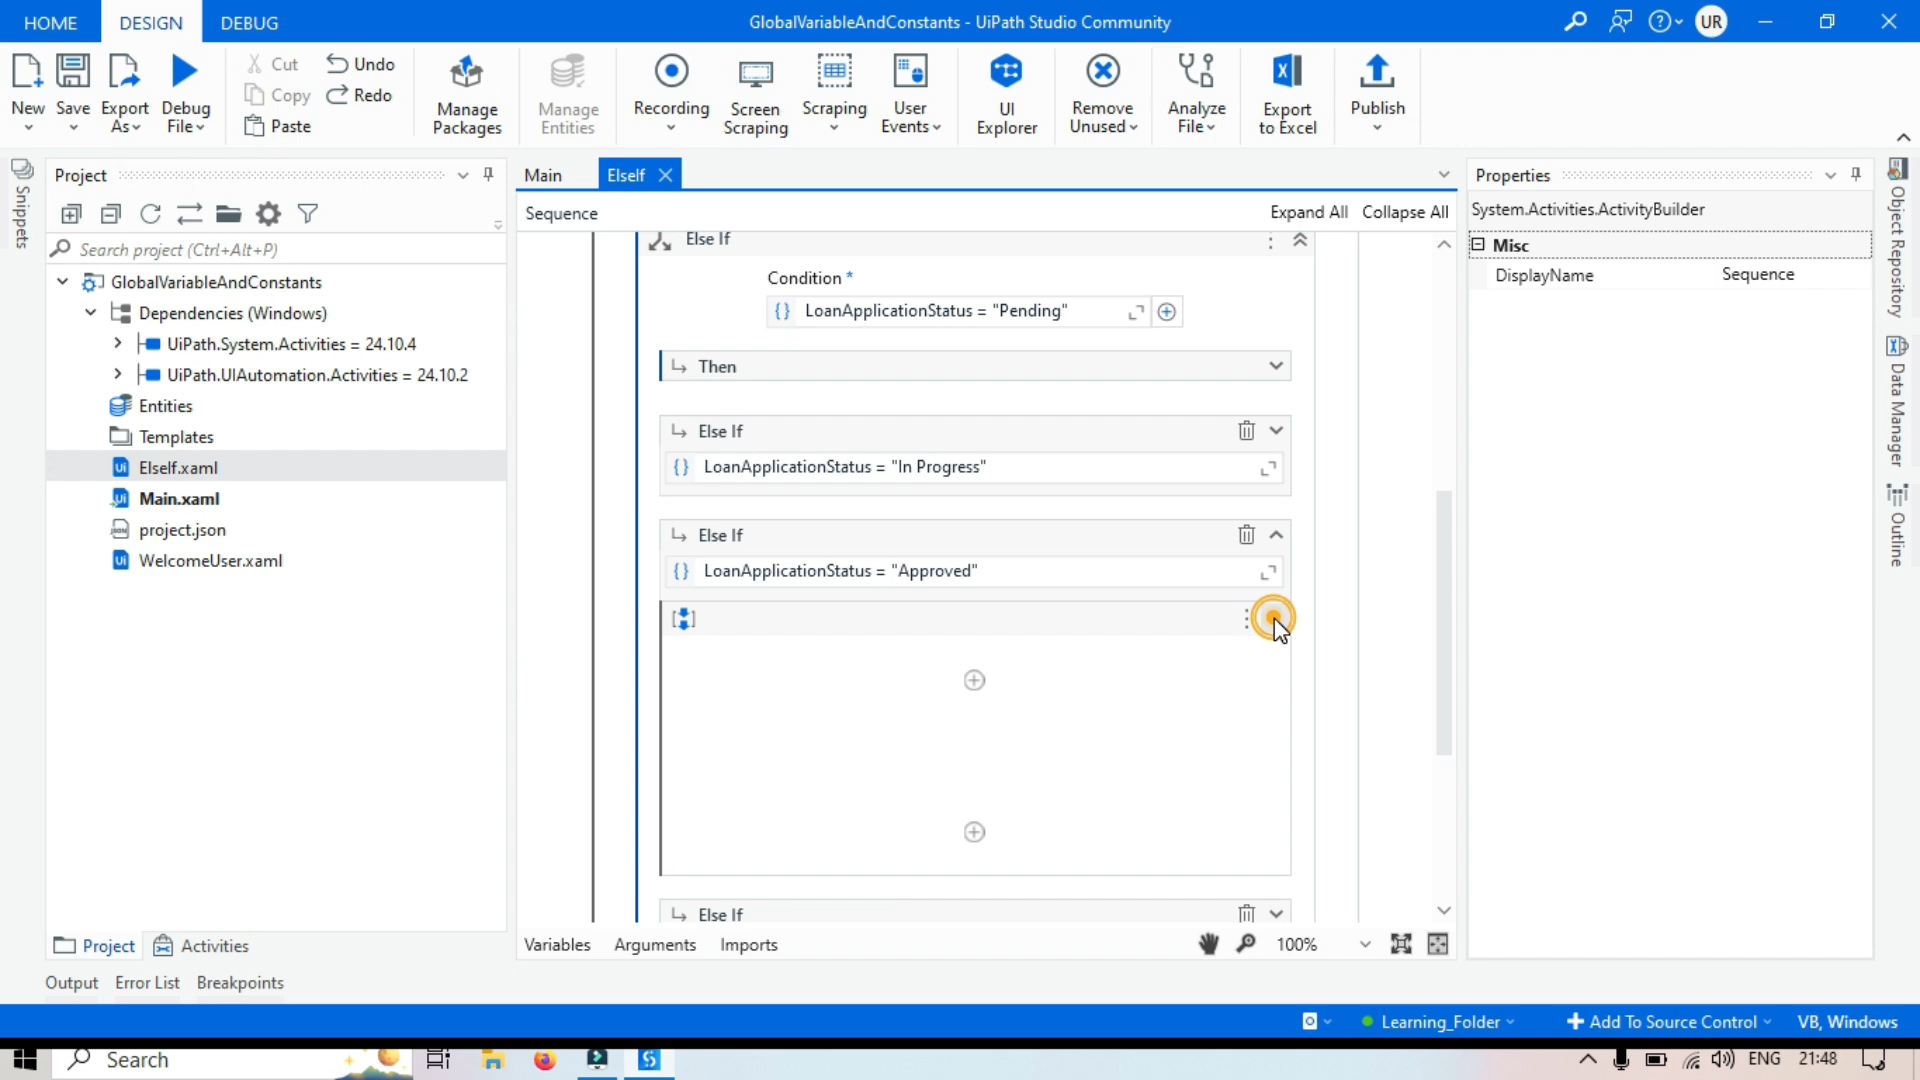 HOME
DESIGN
DEBUG
GlobalVariableAndConstants - UiPath Studio Community
UR
New
Save
Export As
Debug File
Cut
Copy
Paste
Undo
Redo
Manage Packages
Manage Entities
Recording
Screen Scraping
Scraping
User Events
UI Explorer
Remove Unused
Analyze File
Export to Excel
Publish
Snippets
Project
Search project (Ctrl+Alt+P)
GlobalVariableAndConstants
Dependencies (Windows)
UiPath.System.Activities = 24.10.4
UiPath.UIAutomation.Activities = 24.10.2
Entities
Templates
ElseIf.xaml
Main.xaml
project.json
WelcomeUser.xaml
Project
Activities
Main
ElseIf
Sequence
Expand All
Collapse All
Else If
Condition *
LoanApplicationStatus = "Pending"
Then
Else If
LoanApplicationStatus = "In Progress"
Else If
LoanApplicationStatus = "Approved"
Else If
Variables
Arguments
Imports
100%
Properties
System.Activities.ActivityBuilder
Misc
DisplayName
Sequence
Object Repository
Data Manager
Outline
Output
Error List
Breakpoints
Learning_Folder
Add To Source Control
VB, Windows
Search
ENG
21:48